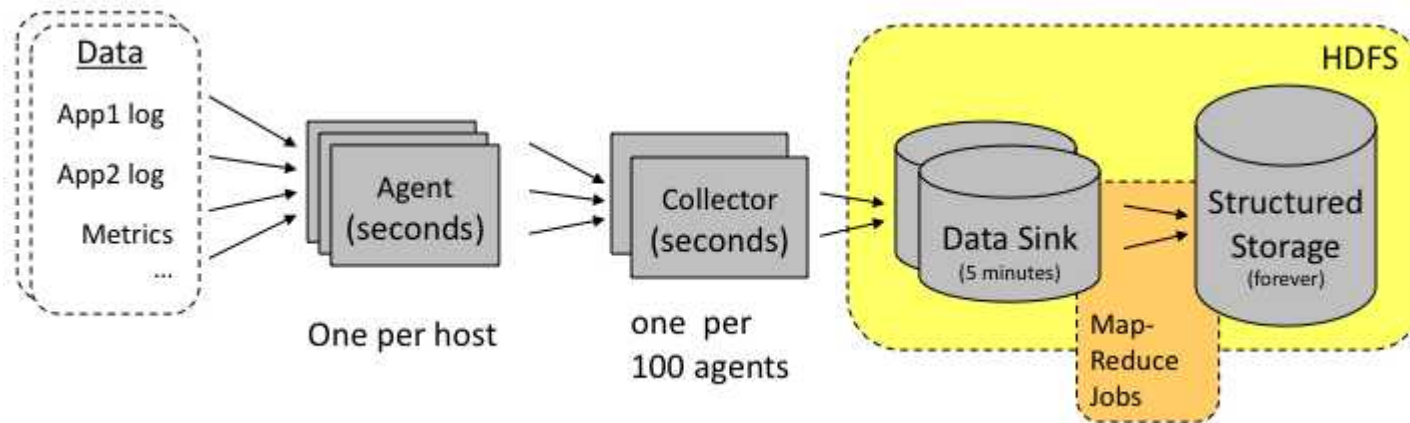 Data
App1 log
App2 log
Metrics
...
Agent
(seconds)
One per host
Collector
(seconds)
one per
100 agents
HDFS
Data Sink
(5 minutes)
Structured
Storage
(forever)
Map-
Reduce
Jobs